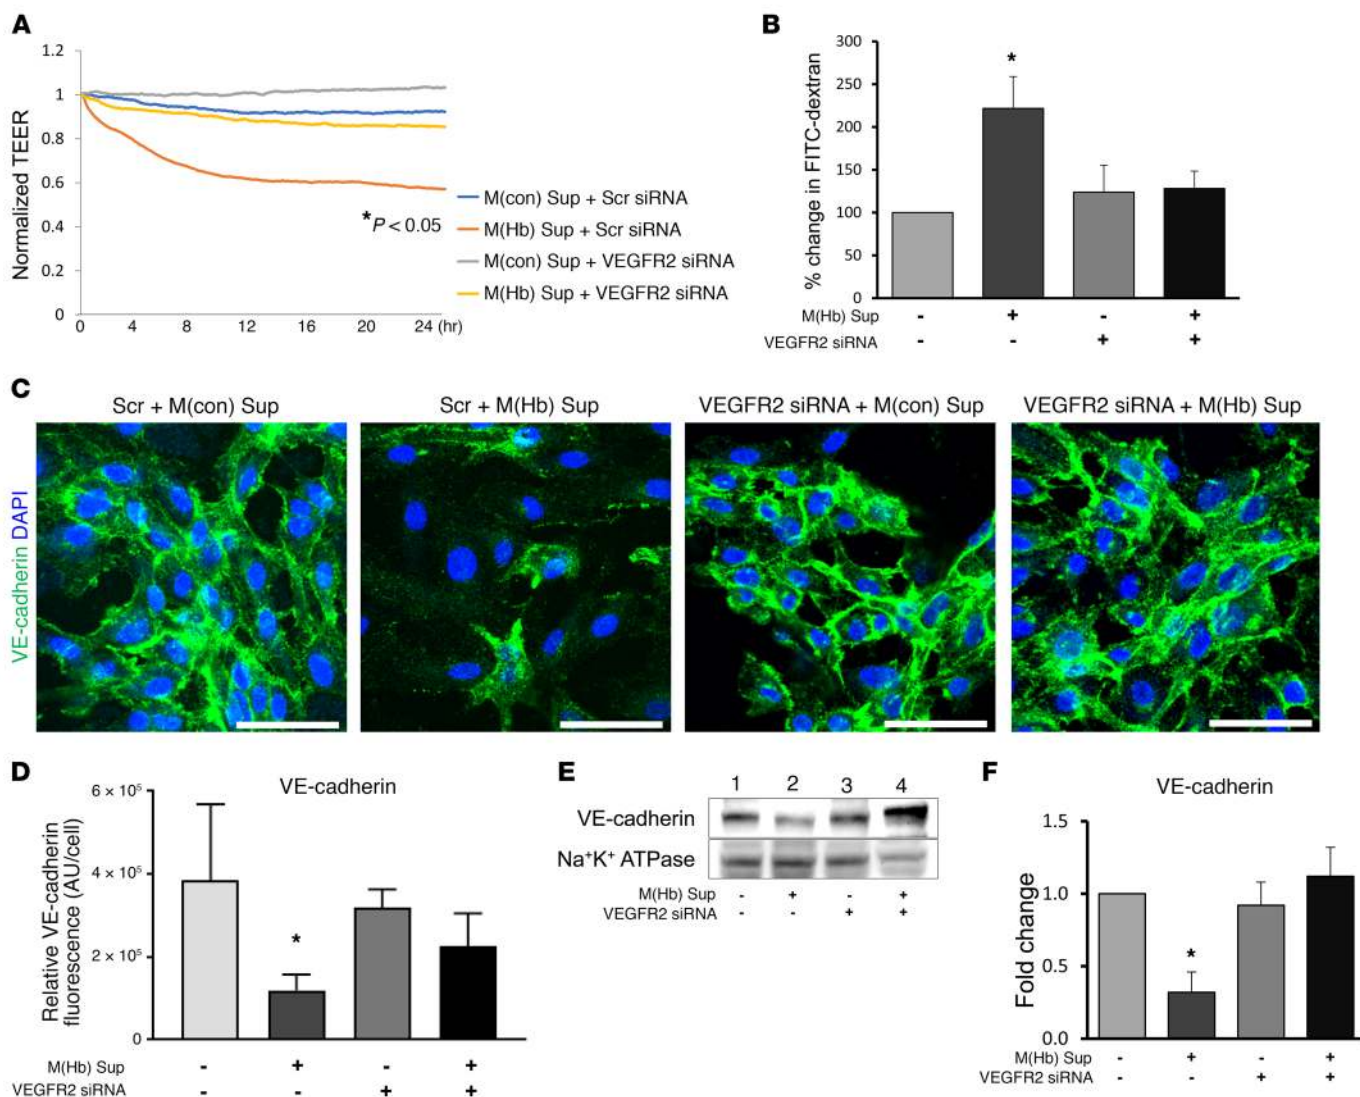 A
1.2
1
0.8
0.6
0.4
0.2
0
Normalized TEER
0 4 8 12 16 20 24 (hr)
*P < 0.05
M(con) Sup + Scr siRNA
M(Hb) Sup + Scr siRNA
M(con) Sup + VEGFR2 siRNA
M(Hb) Sup + VEGFR2 siRNA
B
300
250
200
150
100
50
0
% change in FITC-dextran
*
M(Hb) Sup - + - +
VEGFR2 siRNA - - + +
C
Scr + M(con) Sup
Scr + M(Hb) Sup
VEGFR2 siRNA + M(con) Sup
VEGFR2 siRNA + M(Hb) Sup
VE-cadherin DAPI
D
VE-cadherin
6 × 10⁵
4 × 10⁵
2 × 10⁵
0
Relative VE-cadherin
fluorescence (AU/cell)
*
M(Hb) Sup - + - +
VEGFR2 siRNA - - + +
E
1 2 3 4
VE-cadherin
Na⁺K⁺ ATPase
M(Hb) Sup - + - +
VEGFR2 siRNA - - + +
F
VE-cadherin
1.5
1.0
0.5
0.0
Fold change
*
M(Hb) Sup - + - +
VEGFR2 siRNA - - + +